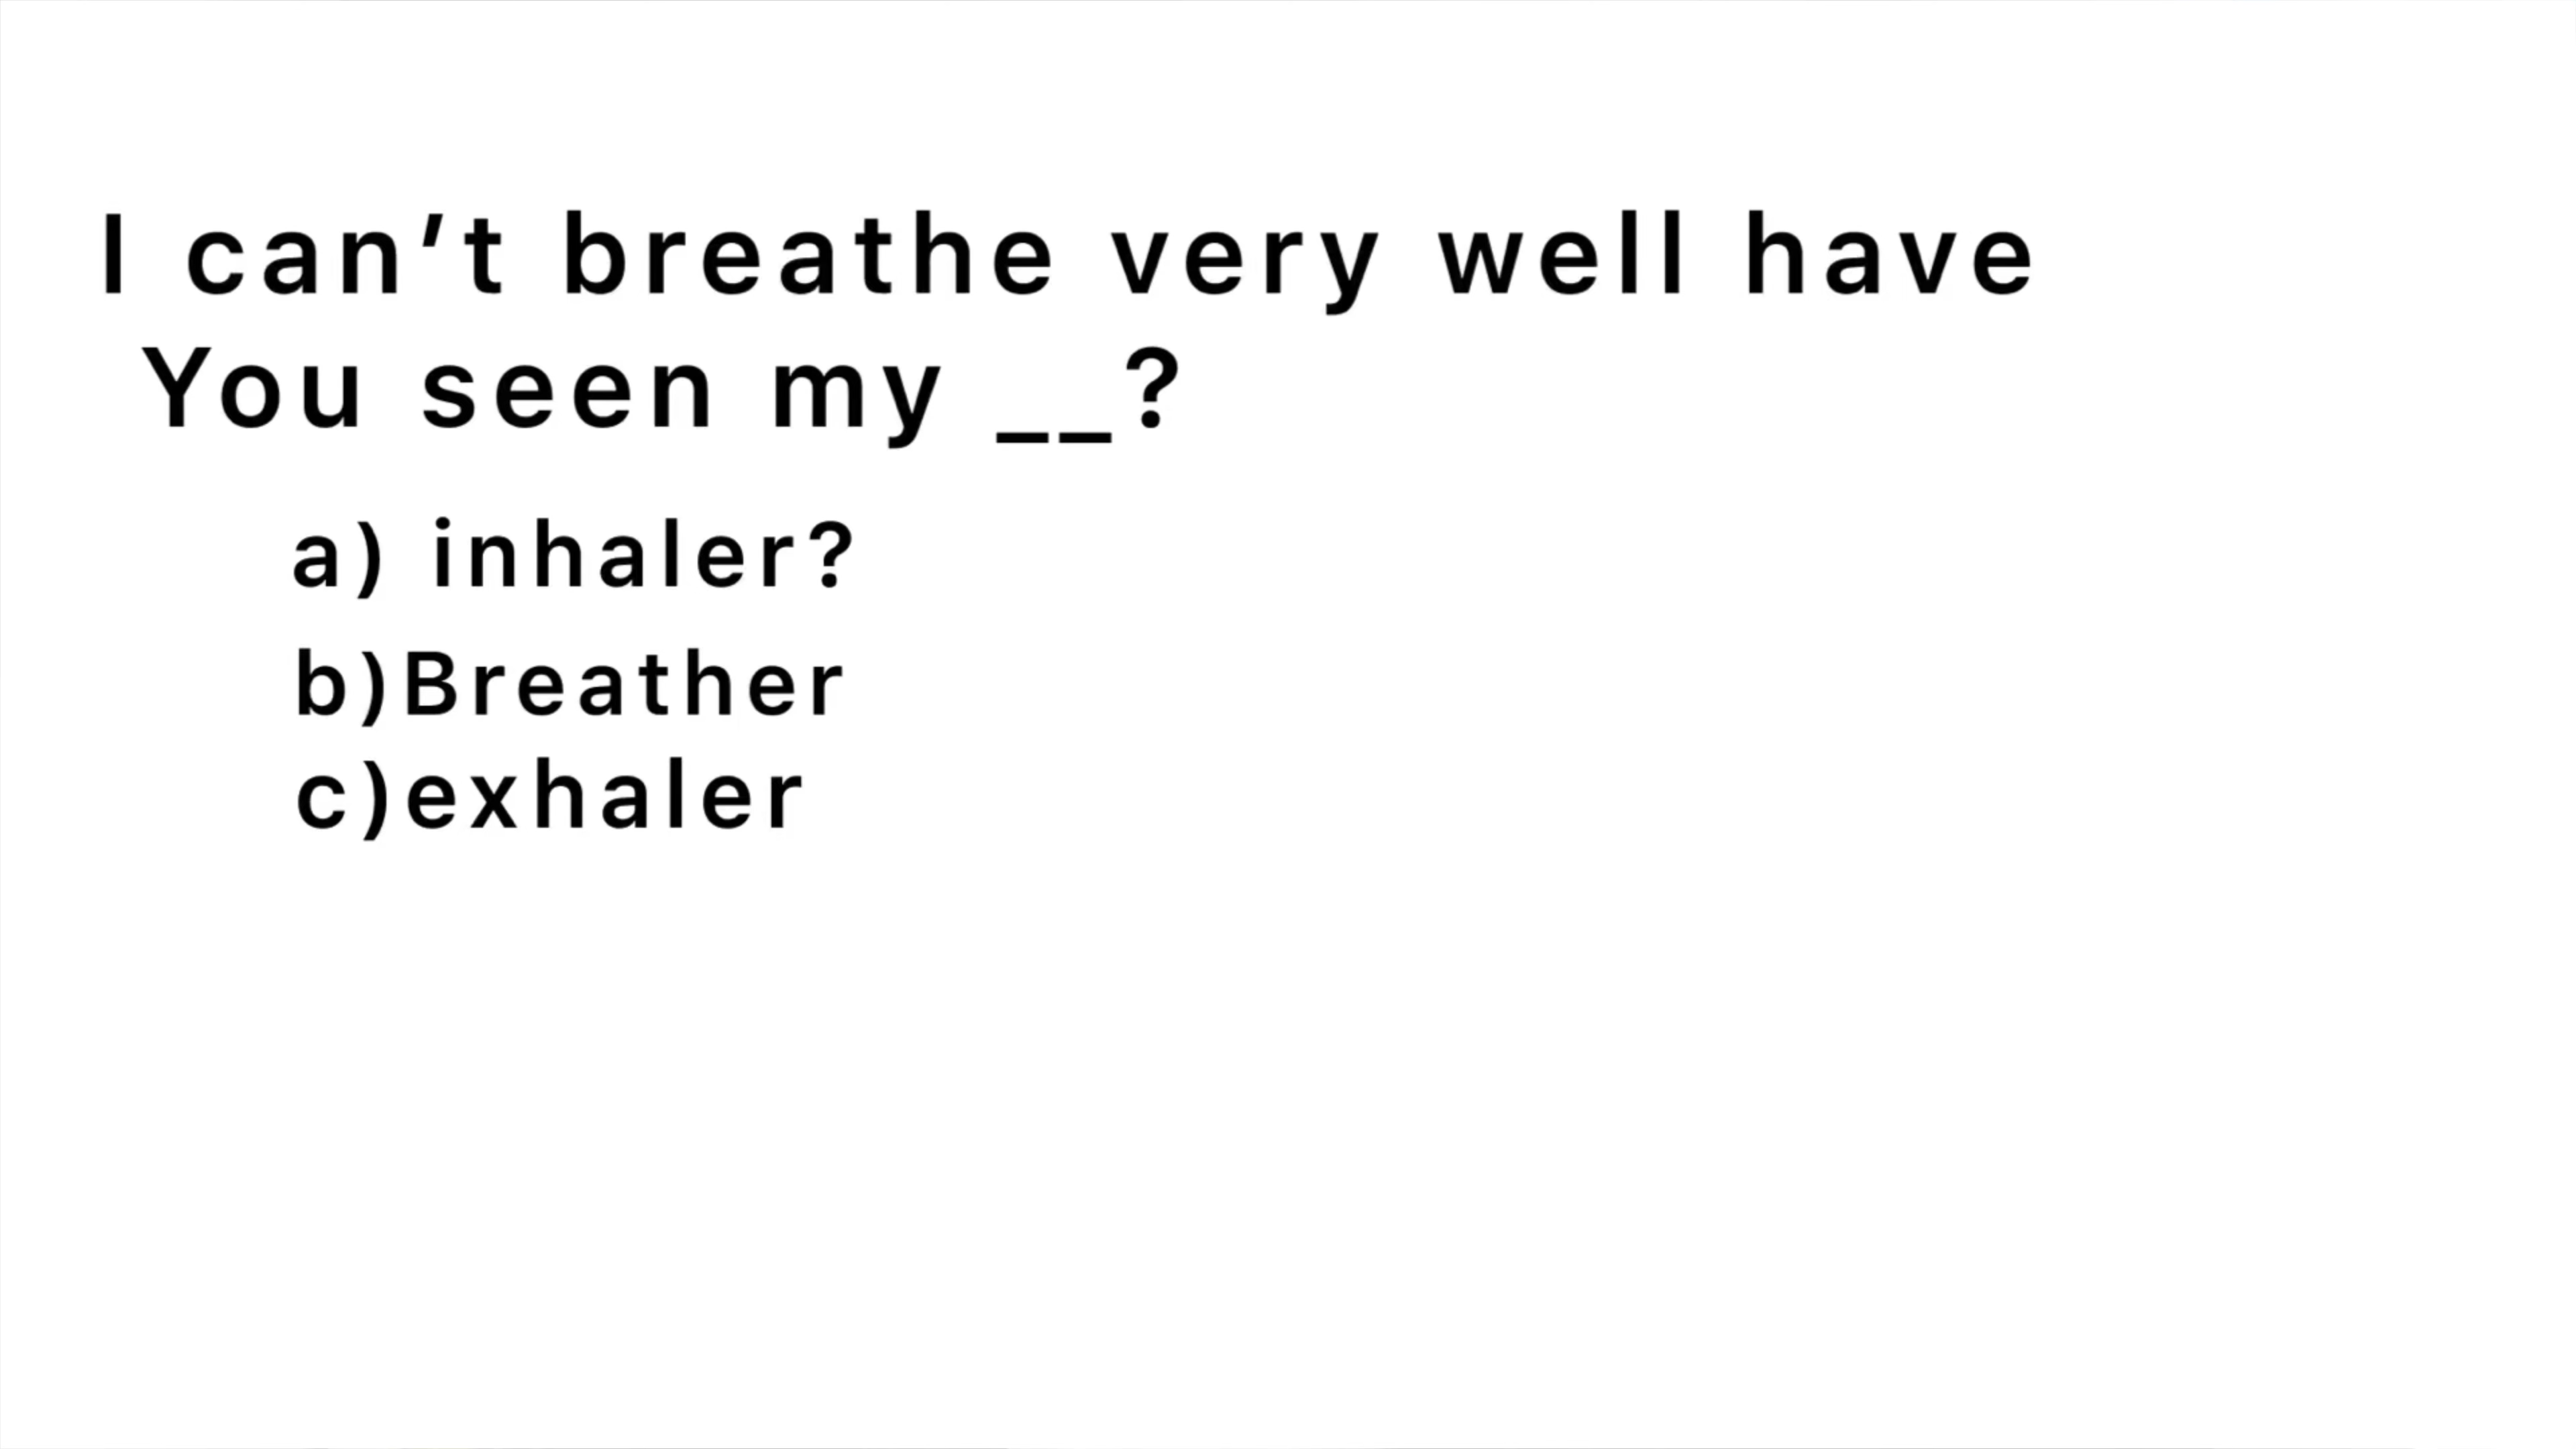 I can't breathe very well have
You seen my __?
a) inhaler?
b)Breather
c)exhaler